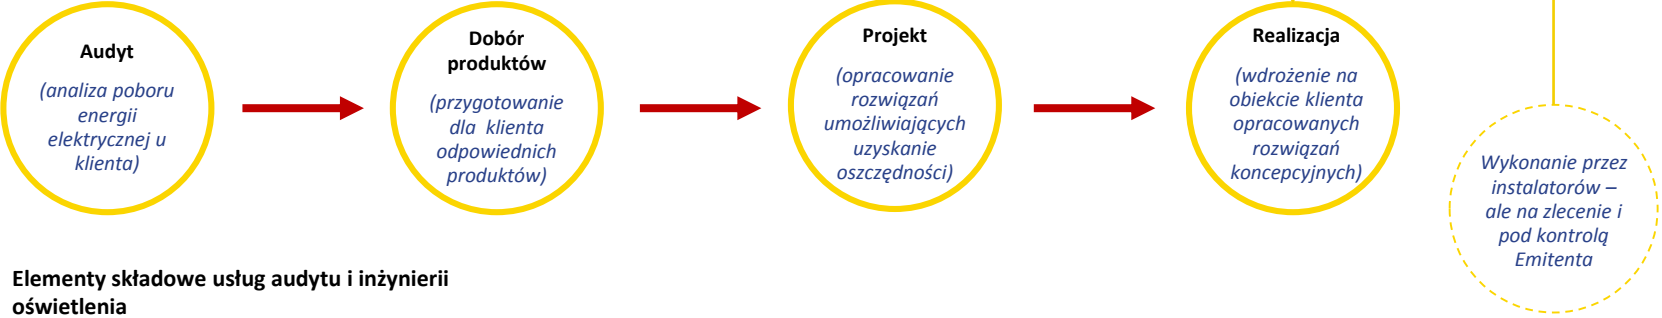 Audyt
(analiza poboru
energii
elektrycznej u
klienta)
Dobór
produktów
(przygotowanie
dla klienta
odpowiednich
produktów)
Projekt
(opracowanie
rozwiązań
umożliwiających
uzyskanie
oszczędności)
Realizacja
(wdrożenie na
obiekcie klienta
opracowanych
rozwiązań
koncepcyjnych)
Wykonanie przez
instalatorów –
ale na zlecenie i
pod kontrolą
Emitenta
Elementy składowe usług audytu i inżynierii
oświetlenia